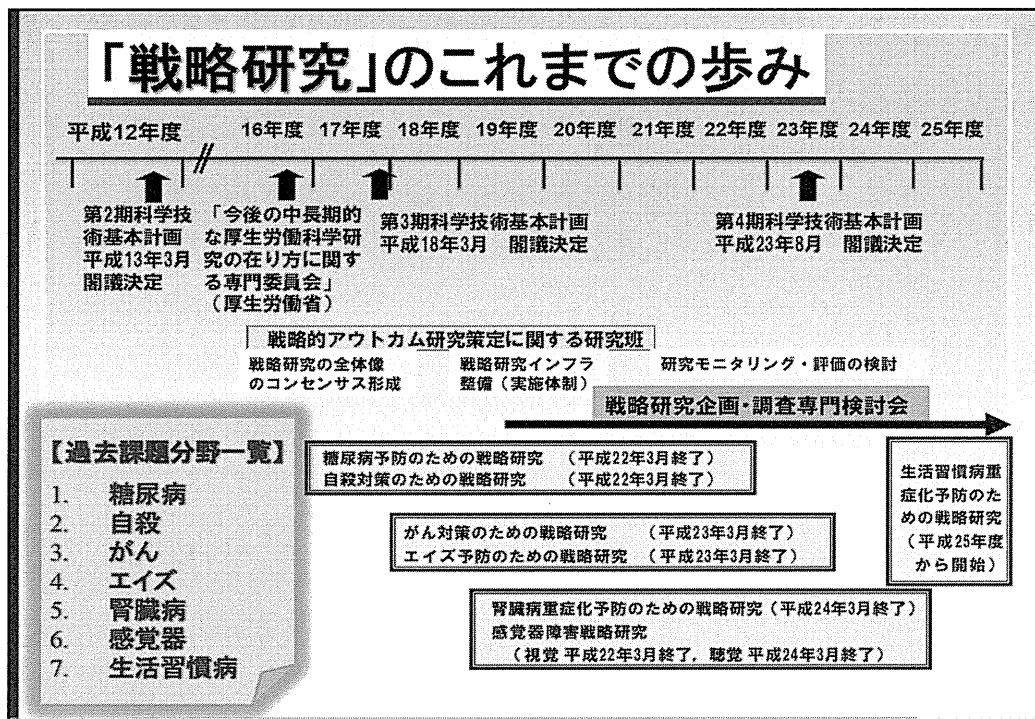 「戦略研究」のこれまでの歩み
平成12年度 16年度 17年度 18年度 19年度 20年度 21年度 22年度 23年度 24年度 25年度
第2期科学技
術基本計画
平成13年3月
閣議決定
「今後の中長期的
な厚生労働科学研
究の在り方に関す
る専門委員会」
（厚生労働省）
第3期科学技術基本計画
平成18年3月 閣議決定
第4期科学技術基本計画
平成23年8月 閣議決定
戦略的アウトカム研究策定に関する研究班
戦略研究の全体像
のコンセンサス形成
戦略研究インフラ
整備（実施体制）
研究モニタリング・評価の検討
戦略研究企画・調査専門検討会
【過去課題分野一覧】
1. 糖尿病
2. 自殺
3. がん
4. エイズ
5. 腎臓病
6. 感覚器
7. 生活習慣病
糖尿病予防のための戦略研究 （平成22年3月終了）
自殺対策のための戦略研究 （平成22年3月終了）
がん対策のための戦略研究 （平成23年3月終了）
エイズ予防のための戦略研究 （平成23年3月終了）
腎臓病重症化予防のための戦略研究（平成24年3月終了）
感覚器障害戦略研究
（視覚 平成22年3月終了, 聴覚 平成24年3月終了）
生活習慣病重
症化予防のた
めの戦略研究
（平成25年度
から開始）